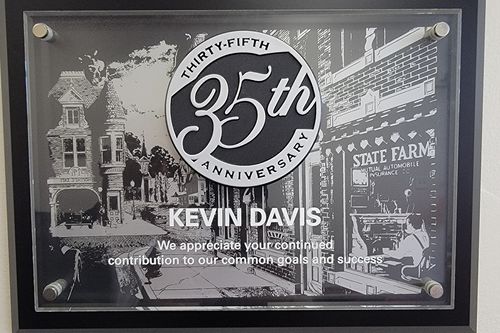 THIRTY-FIFTH
35th
ANNIVERSARY
STATE FARM
MUTUAL AUTOMOBILE
INSURANCE CO.
KEVIN DAVIS
We appreciate your continued
contribution to our common goals and success